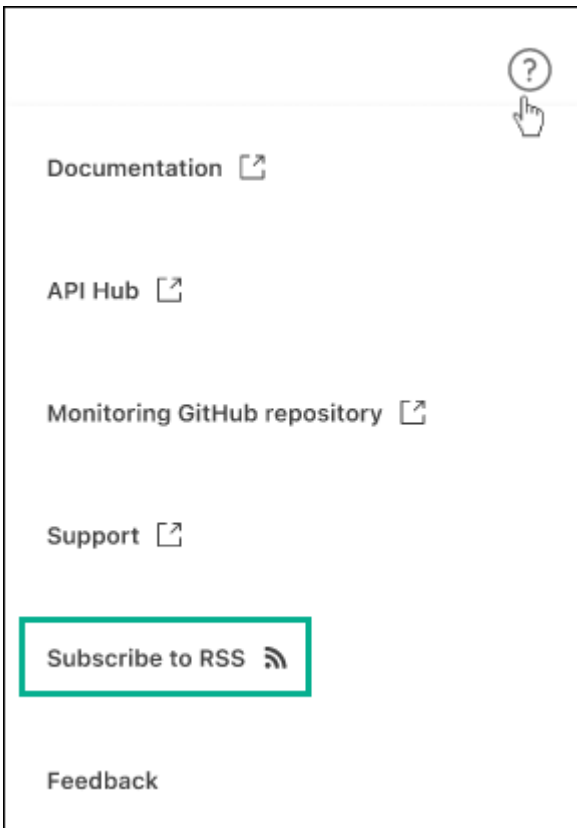 ?
Documentation
API Hub
Monitoring GitHub repository
Support
Subscribe to RSS
Feedback